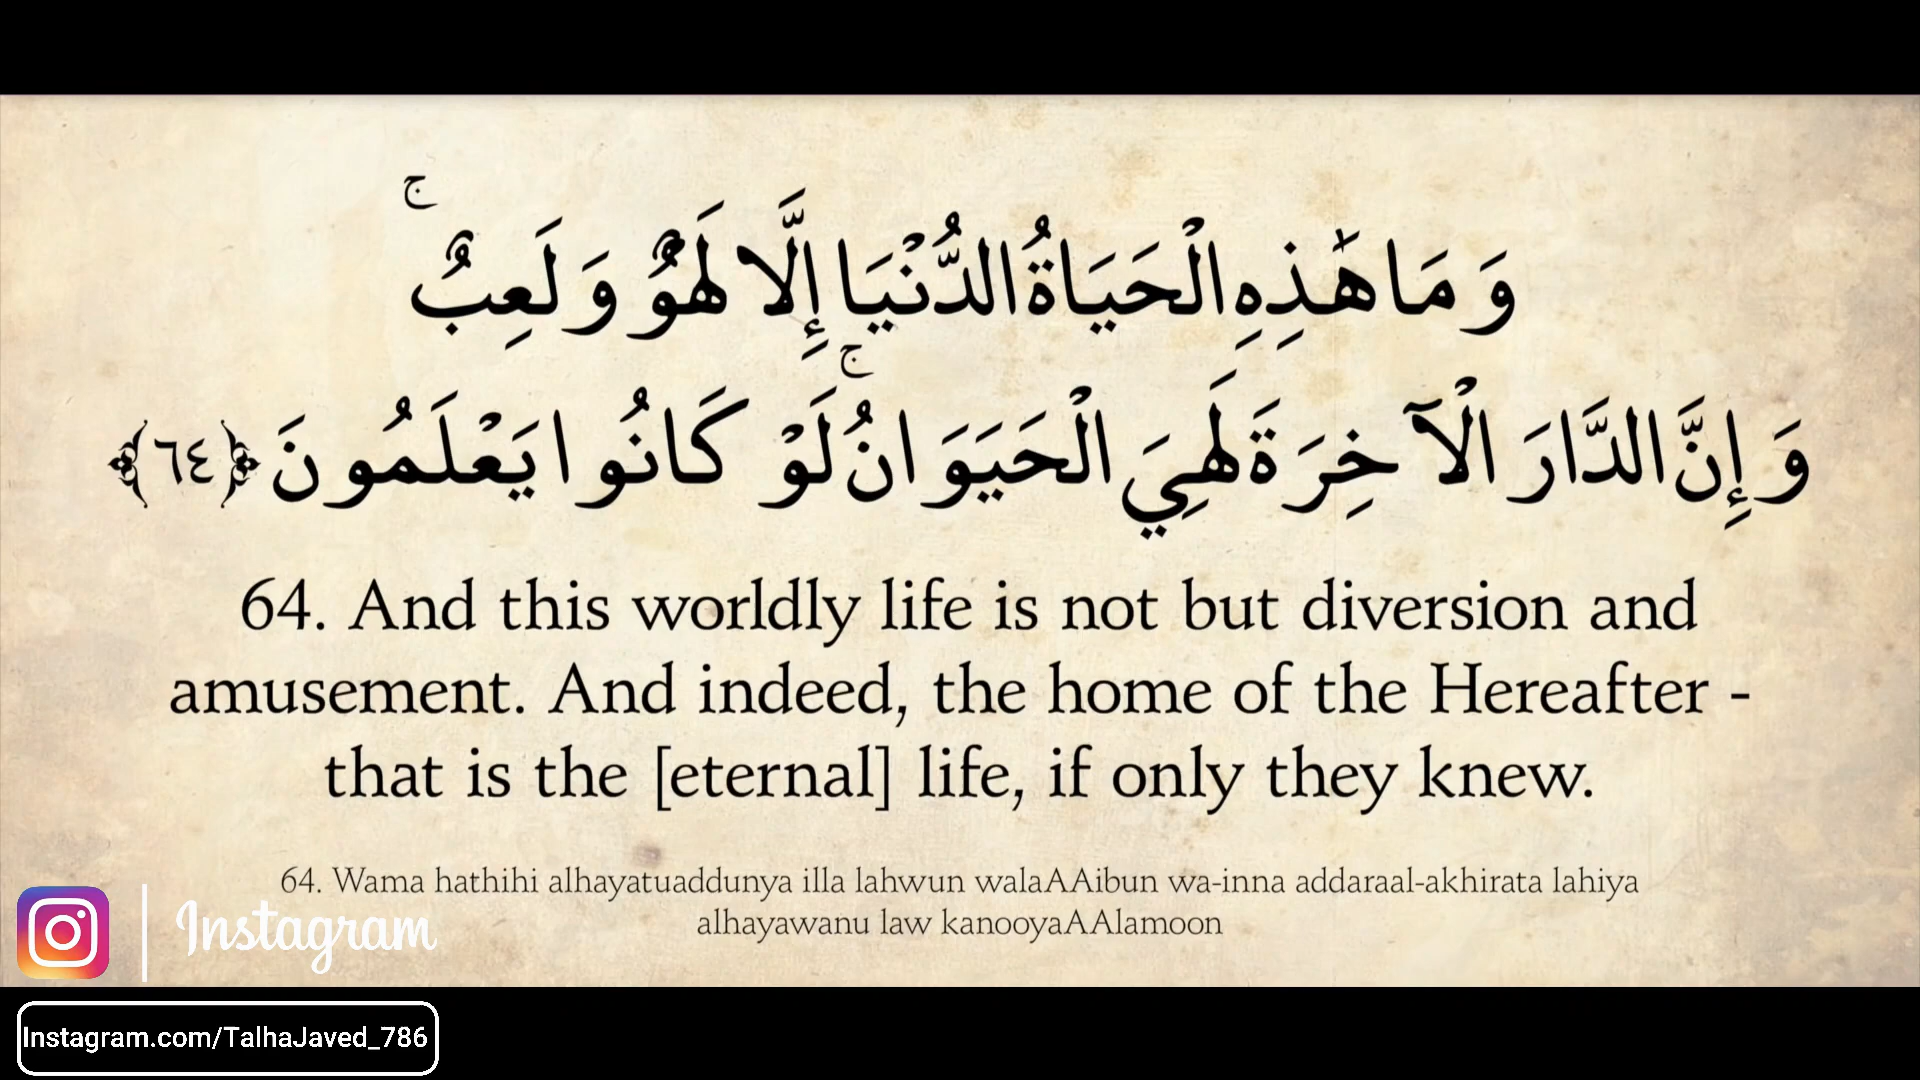 وَمَا هَٰذِهِ الْحَيَاةُ الدُّنْيَا إِلَّا لَهْوٌ وَلَعِبٌ ۚ
وَإِنَّ الدَّارَ الْآخِرَةَ لَهِيَ الْحَيَوَانُ ۚ لَوْ كَانُوا يَعْلَمُونَ ﴿٦٤﴾
64. And this worldly life is not but diversion and
amusement. And indeed, the home of the Hereafter -
that is the [eternal] life, if only they knew.
64. Wama hathihi alhayatuaddunya illa lahwun walaAAibun wa-inna addaraal-akhirata lahiya
alhayawanu law kanooyaAAlamoon
Instagram
Instagram.com/TalhaJaved_786